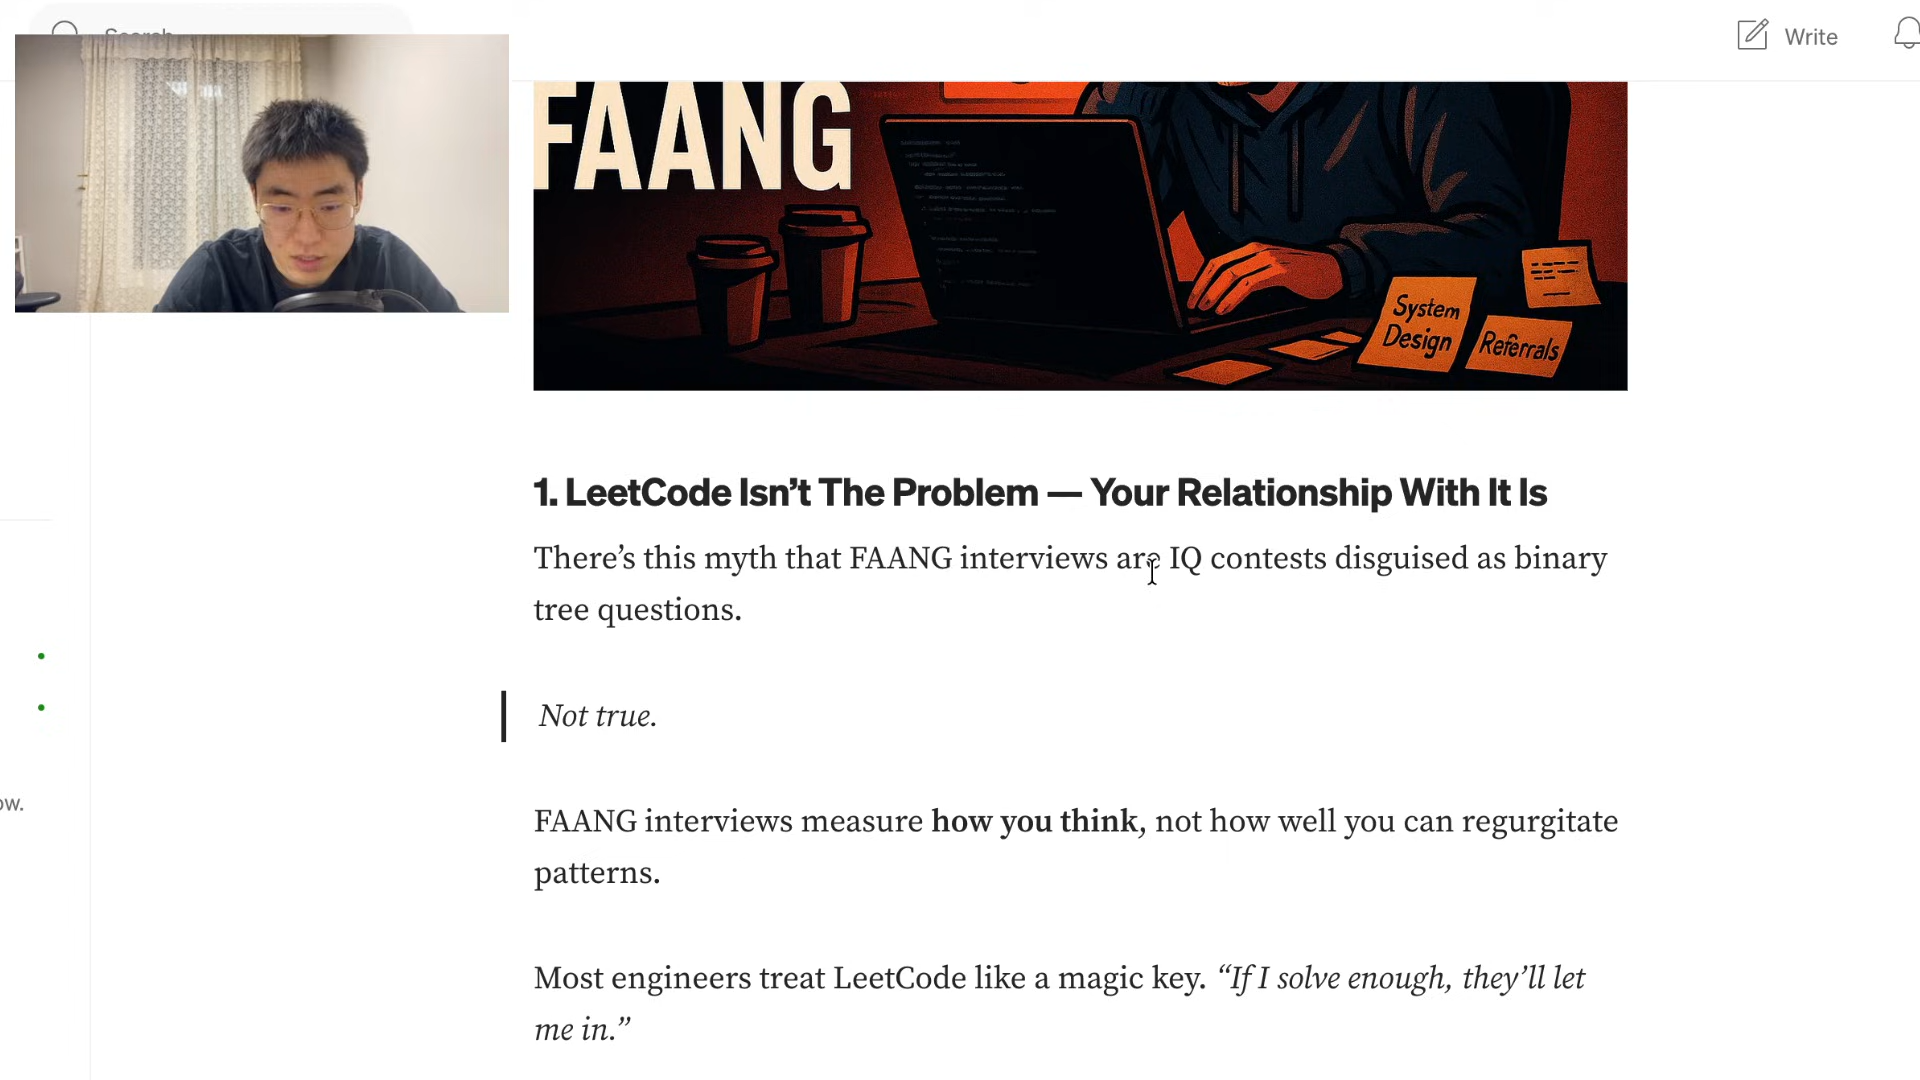 Search
Write
FAANG
System
Design
Referrals
1. LeetCode Isn’t The Problem — Your Relationship With It Is
There’s this myth that FAANG interviews are IQ contests disguised as binary
tree questions.
Not true.
ow.
FAANG interviews measure how you think, not how well you can regurgitate
patterns.
Most engineers treat LeetCode like a magic key. “If I solve enough, they’ll let
me in.”